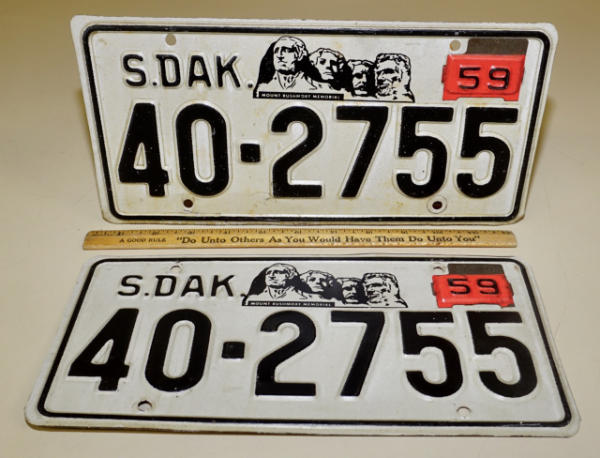 S.DAK.
59
MOUNT RUSHMORE MEMORIAL
40-2755
A GOOD RULE "Do Unto Others As You Would Have Them Do Unto You"
S.DAK.
59
MOUNT RUSHMORE MEMORIAL
40-2755